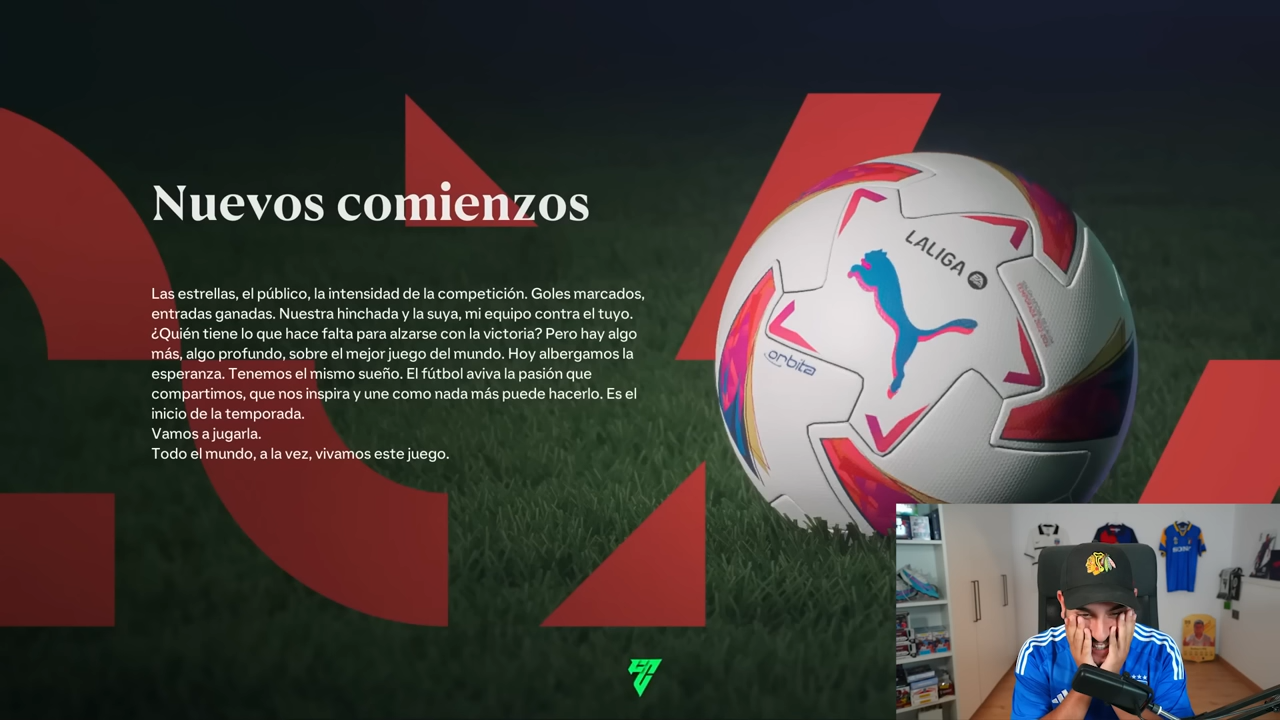 Nuevos comienzos
Las estrellas, el público, la intensidad de la competición. Goles marcados,
entradas ganadas. Nuestra hinchada y la suya, mi equipo contra el tuyo.
¿Quién tiene lo que hace falta para alzarse con la victoria? Pero hay algo
más, algo profundo, sobre el mejor juego del mundo. Hoy albergamos la
esperanza. Tenemos el mismo sueño. El fútbol aviva la pasión que
compartimos, que nos inspira y une como nada más puede hacerlo. Es el
inicio de la temporada.
Vamos a jugarla.
Todo el mundo, a la vez, vivamos este juego.
LALIGA
orbita